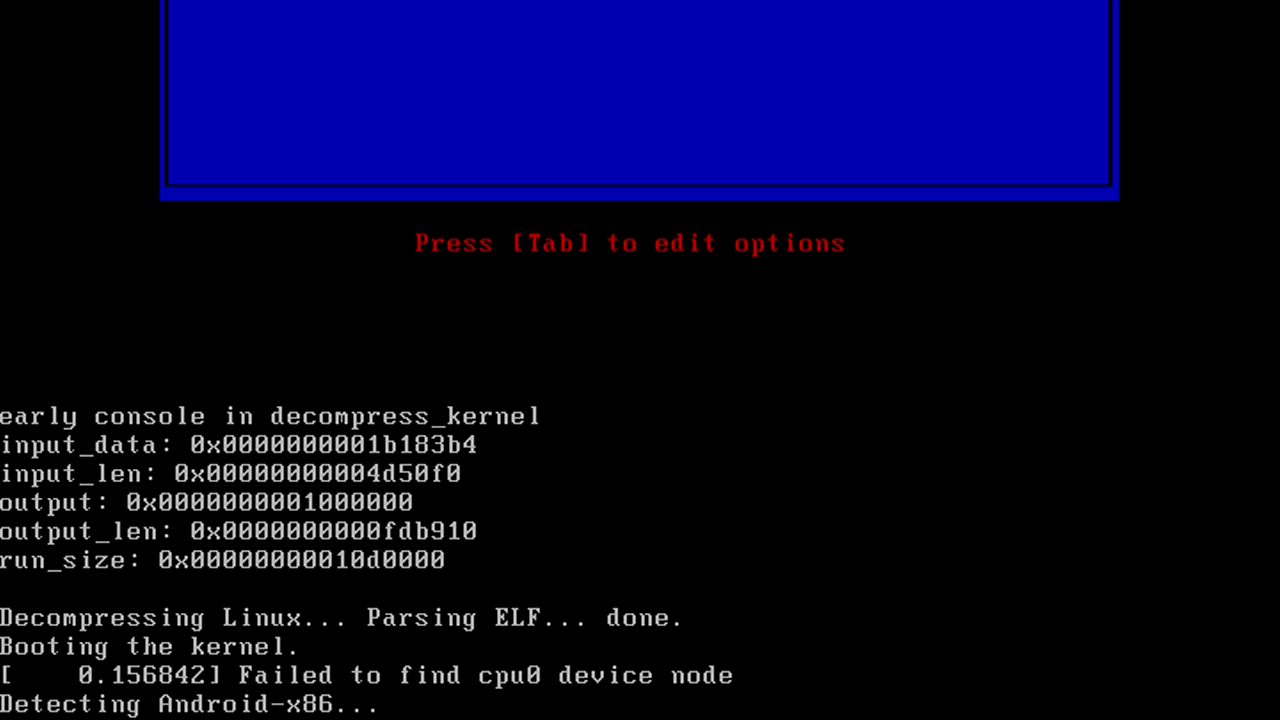 Press [Tab] to edit options
early console in decompress_kernel
input_data: 0x0000000001b183b4
input_len: 0x00000000004d50f0
output: 0x0000000001000000
output_len: 0x0000000000fdb910
run_size: 0x00000000010d0000
Decompressing Linux... Parsing ELF... done.
Booting the kernel.
[    0.156842] Failed to find cpu0 device node
Detecting Android-x86...